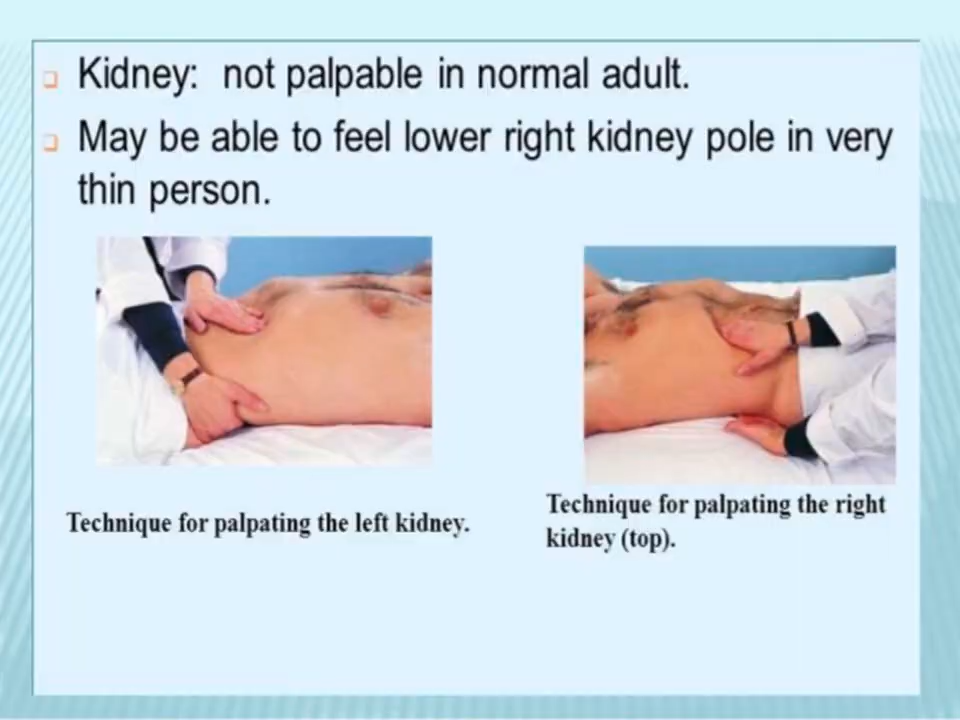 Kidney: not palpable in normal adult.
May be able to feel lower right kidney pole in very
thin person.
Technique for palpating the left kidney.
Technique for palpating the right
kidney (top).